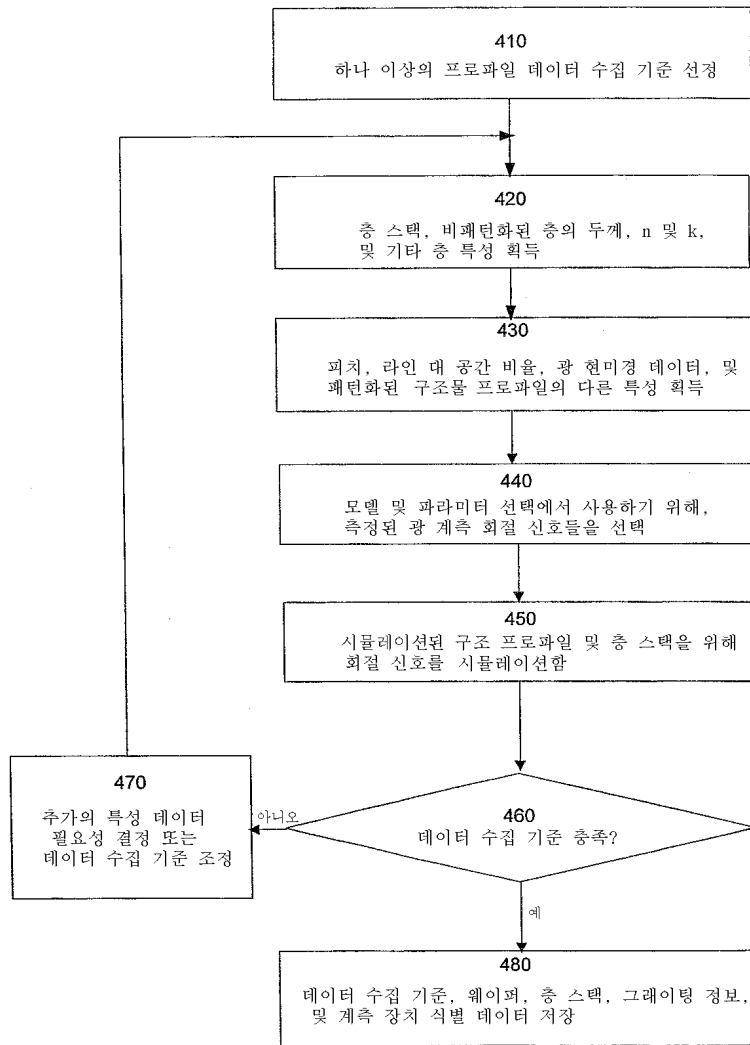 410
하나 이상의 프로파일 데이터 수집 기준 선정
420
층 스택, 비패턴화된 층의 두께, n 및 k,
및 기타 층 특성 획득
430
피치, 라인 대 공간 비율, 광 현미경 데이터, 및
패턴화된 구조물 프로파일의 다른 특성 획득
440
모델 및 파라미터 선택에서 사용하기 위해,
측정된 광 계측 회절 신호들을 선택
450
시뮬레이션된 구조 프로파일 및 층 스택을 위해
회절 신호를 시뮬레이션함
460
데이터 수집 기준 충족?
아니오
470
추가의 특성 데이터
필요성 결정 또는
데이터 수집 기준 조정
예
480
데이터 수집 기준, 웨이퍼, 층 스택, 그래이팅 정보,
및 계측 장치 식별 데이터 저장